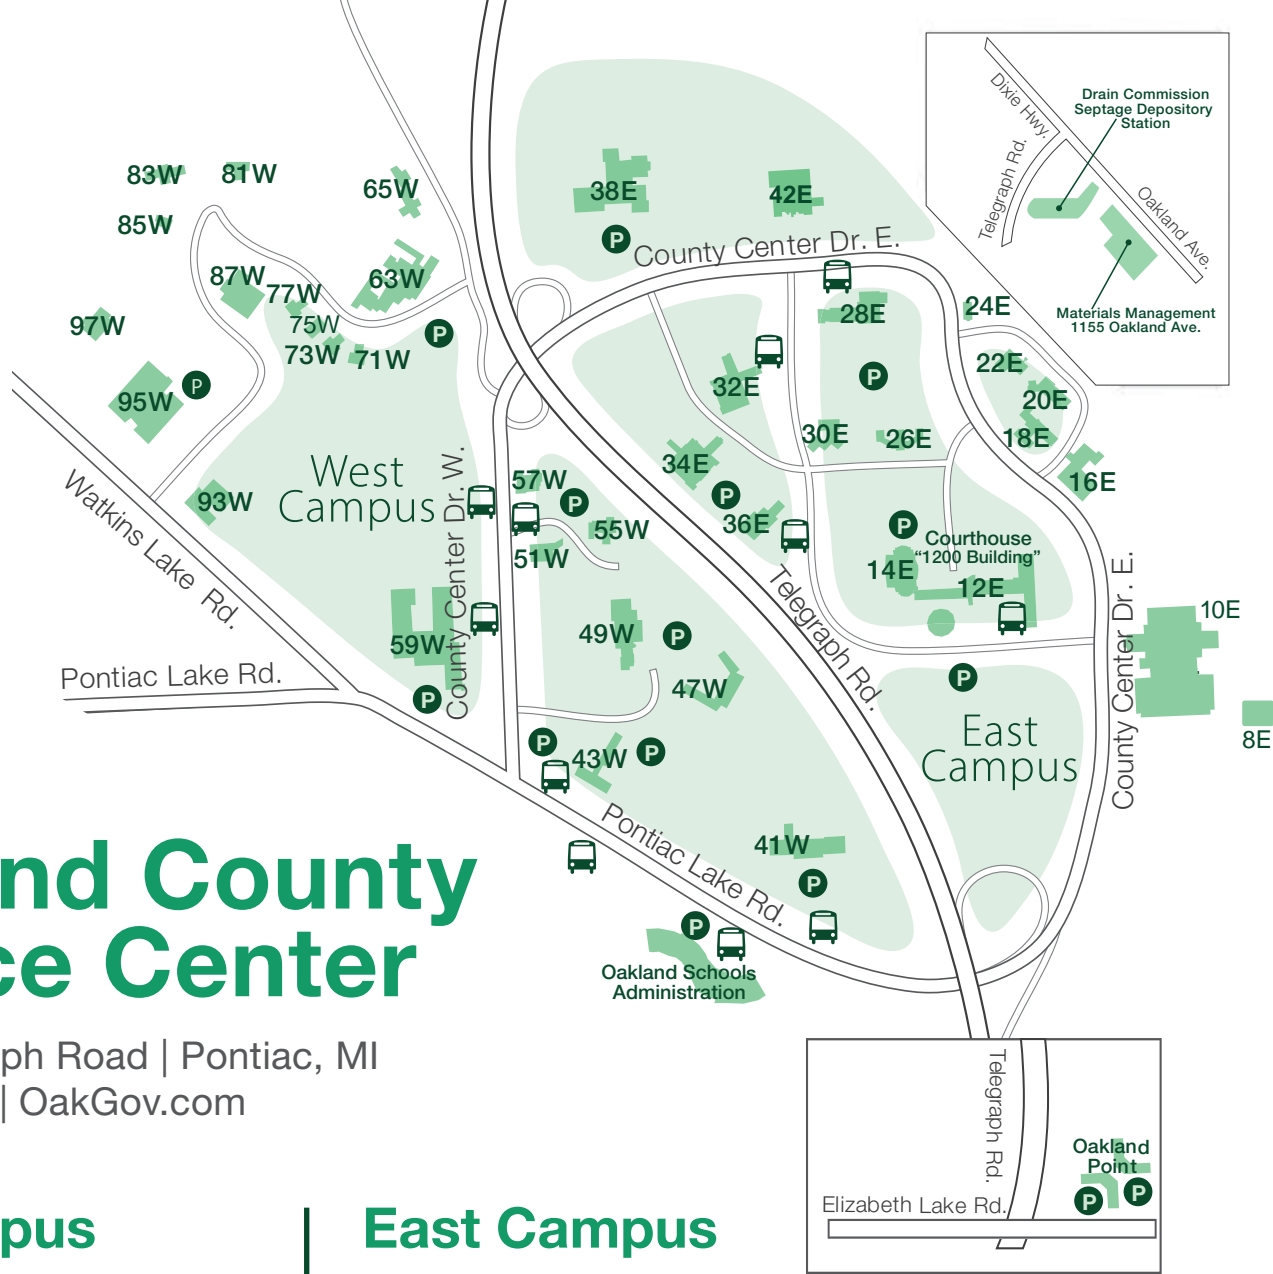 Drain Commission
Septage Depository
Station
Dixie Hwy.
Telegraph Rd.
Oakland Ave.
Materials Management
1155 Oakland Ave.
83W
81W
65W
85W
38E
42E
P
County Center Dr. E.
87W
77W
63W
97W
75W
73W
71W
P
28E
24E
22E
95W
P
32E
P
20E
30E
26E
18E
34E
16E
West
Campus
County Center Dr. W.
57W
P
93W
55W
51W
P
36E
P
Courthouse
“1200 Building”
14E
12E
Watkins Lake Rd.
Telegraph Rd.
County Center Dr. E.
10E
8E
59W
49W
P
47W
Pontiac Lake Rd.
P
P
East
Campus
P
43W
P
Pontiac Lake Rd.
41W
P
P
Oakland Schools
Administration
nd County
ce Center
ph Road | Pontiac, MI
| OakGov.com
Telegraph Rd.
Oakland
Point
P
P
Elizabeth Lake Rd.
pus
East Campus